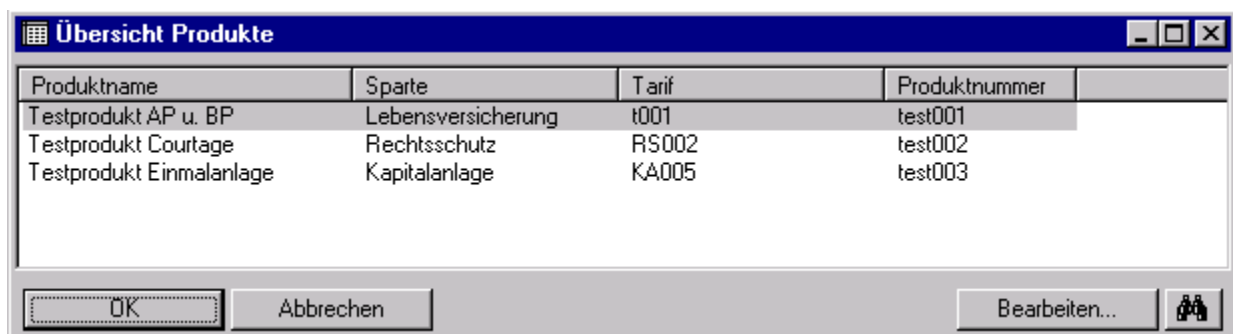 Übersicht Produkte
Produktname Sparte Tarif Produktnummer
Testprodukt AP u. BP Lebensversicherung t001 test001
Testprodukt Courtage Rechtsschutz RS002 test002
Testprodukt Einmalanlage Kapitalanlage KA005 test003
OK Abbrechen Bearbeiten...